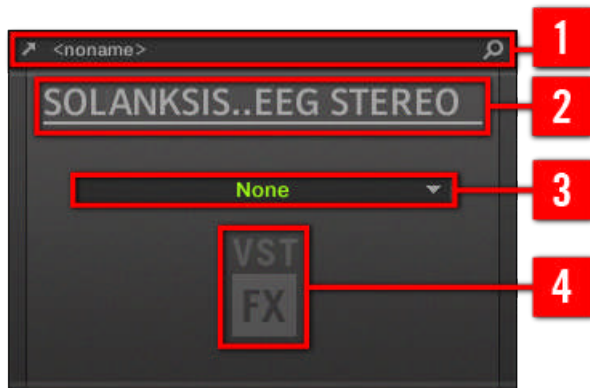 <noname>
1
SOLANKSIS..EEG STEREO
2
None
3
VST
FX
4